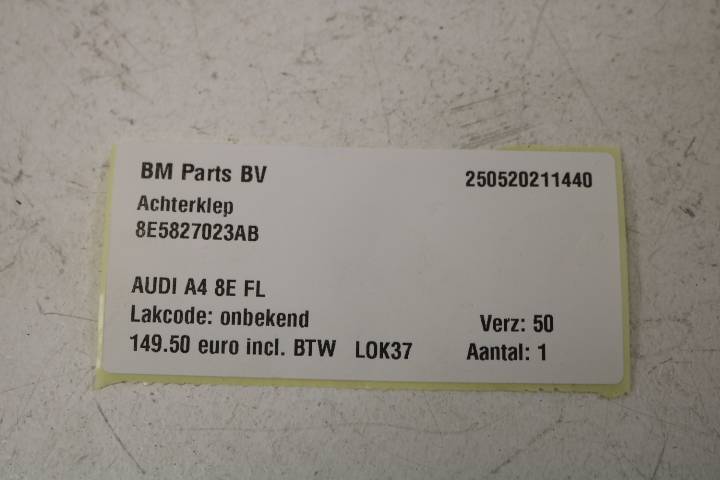 BM Parts BV 250520211440
Achterklep
8E5827023AB
AUDI A4 8E FL
Lakcode: onbekend Verz: 50
149.50 euro incl. BTW LOK37 Aantal: 1